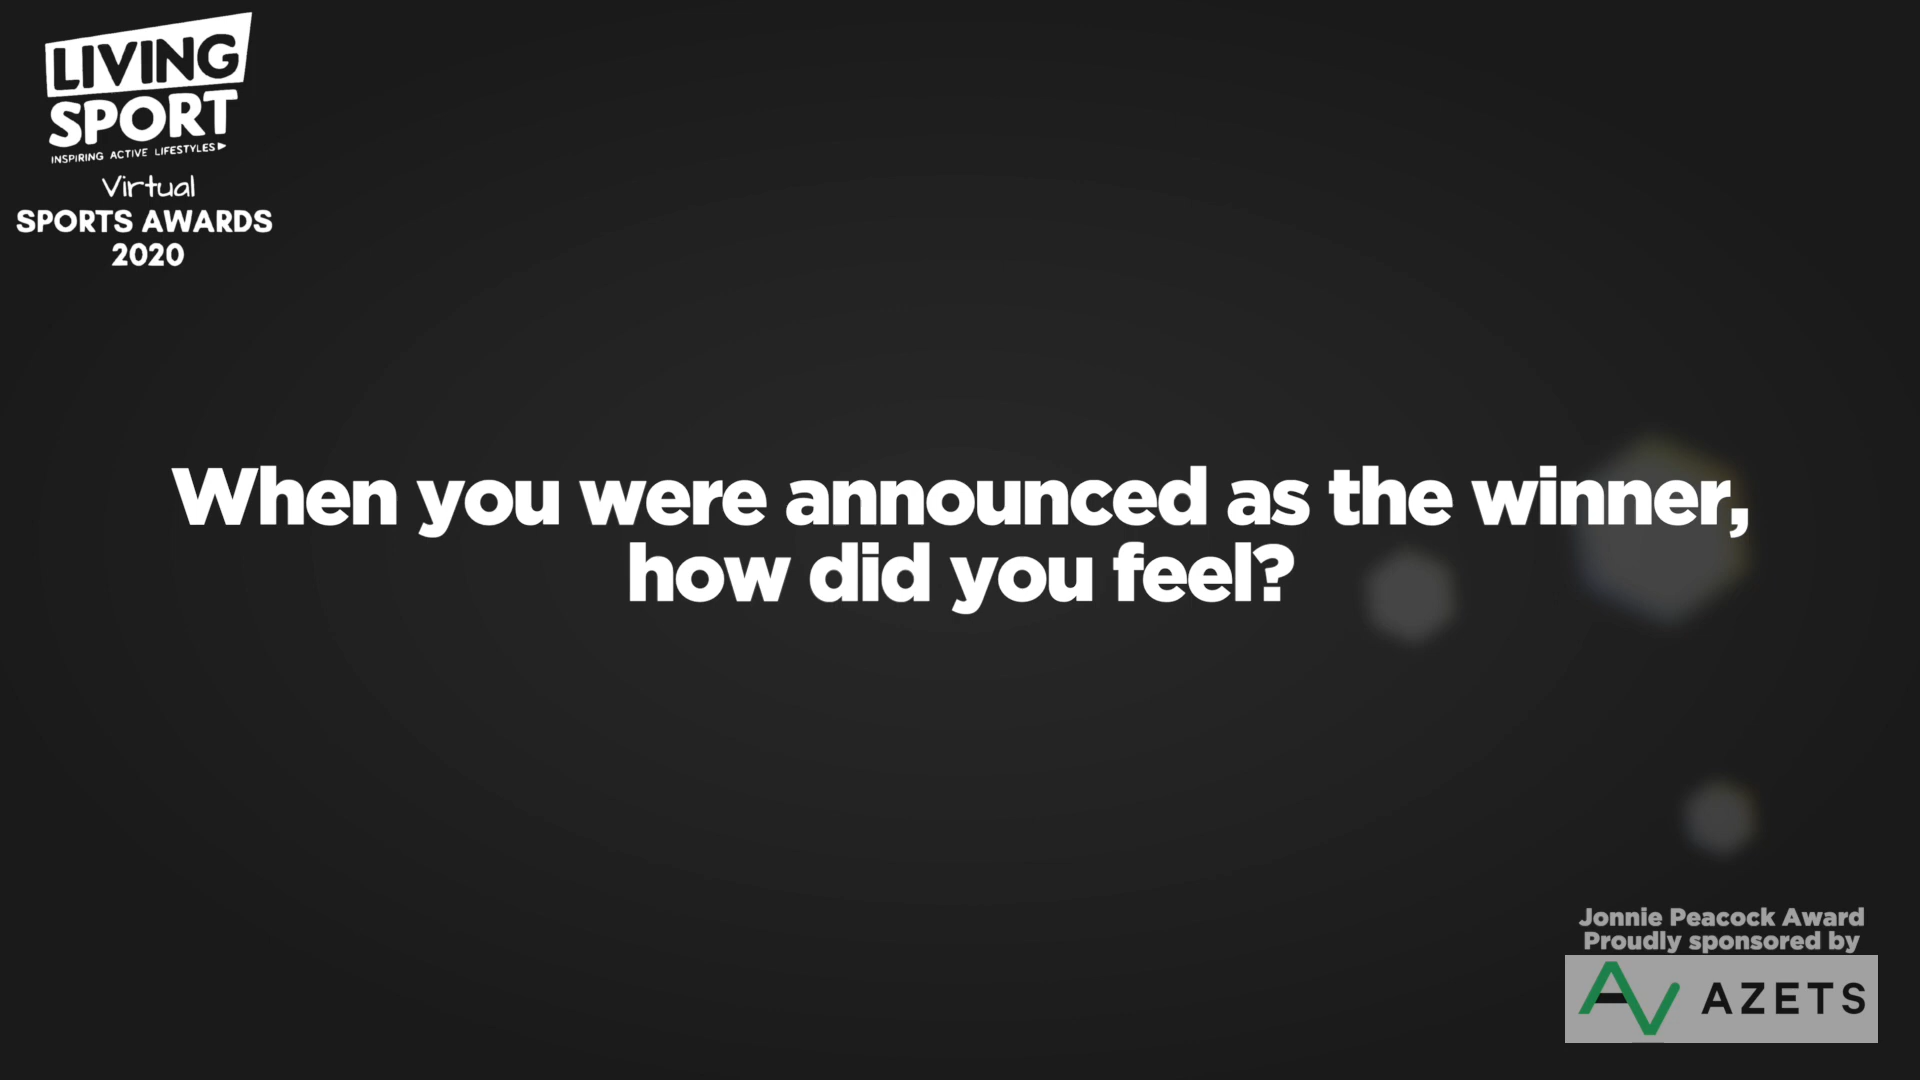 LIVING
SPORT
INSPIRING ACTIVE LIFESTYLES
Virtual
SPORTS AWARDS
2020
When you were announced as the winner,
how did you feel?
Jonnie Peacock Award
Proudly sponsored by
AZETS